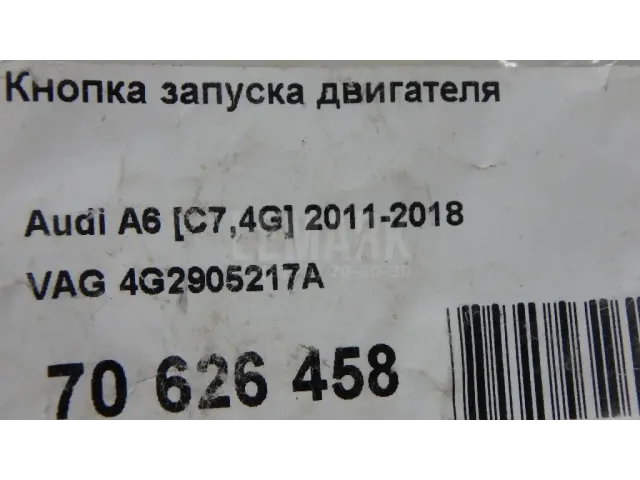 Кнопка запуска двигателя
Audi A6 [C7,4G] 2011-2018
VAG 4G2905217A
70 626 458